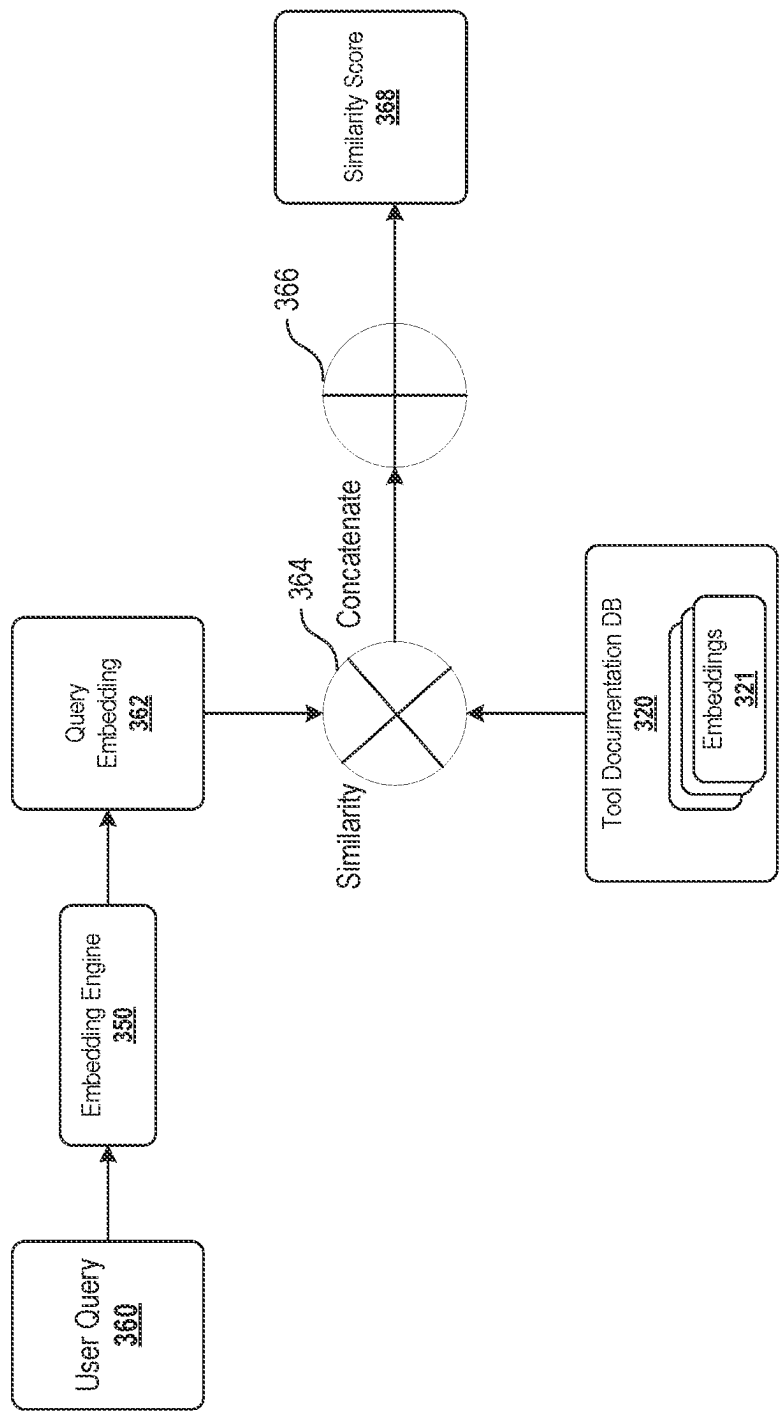 User Query
360
Embedding Engine
350
Query
Embedding
362
Similarity
364
Concatenate
366
Similarity Score
368
Tool Documentation DB
320
Embeddings
321